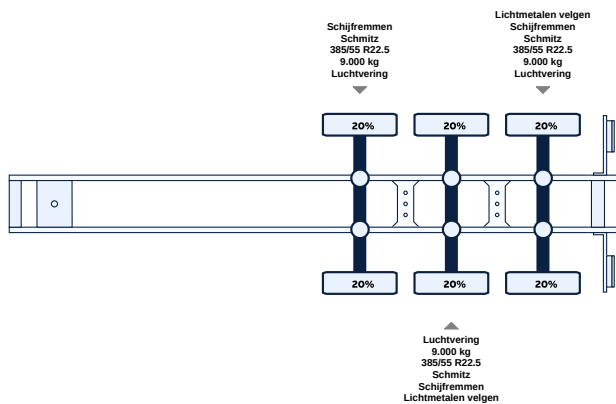 Lichtmetalen velgen
Schijfremmen
Schmitz
385/55 R22.5
9.000 kg
Luchtvering
Schijfremmen
Schmitz
385/55 R22.5
9.000 kg
Luchtvering
20%
20%
20%
20%
20%
20%
Luchtvering
9.000 kg
385/55 R22.5
Schmitz
Schijfremmen
Lichtmetalen velgen